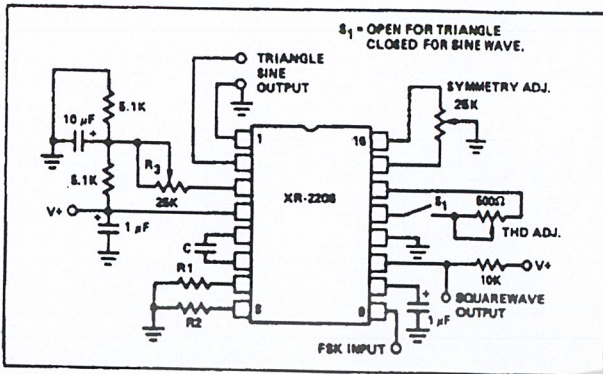 S1 = OPEN FOR TRIANGLE
CLOSED FOR SINE WAVE.
TRIANGLE
SINE
OUTPUT
SYMMETRY ADJ.
25K
5.1K
10 µF
+
1
16
R3
5.1K
25K
XR-2206
S1
500Ω
THD ADJ.
V+
+
1 µF
C
R1
R2
8
9
V+
10K
SQUAREWAVE
OUTPUT
+
1 µF
FSK INPUT